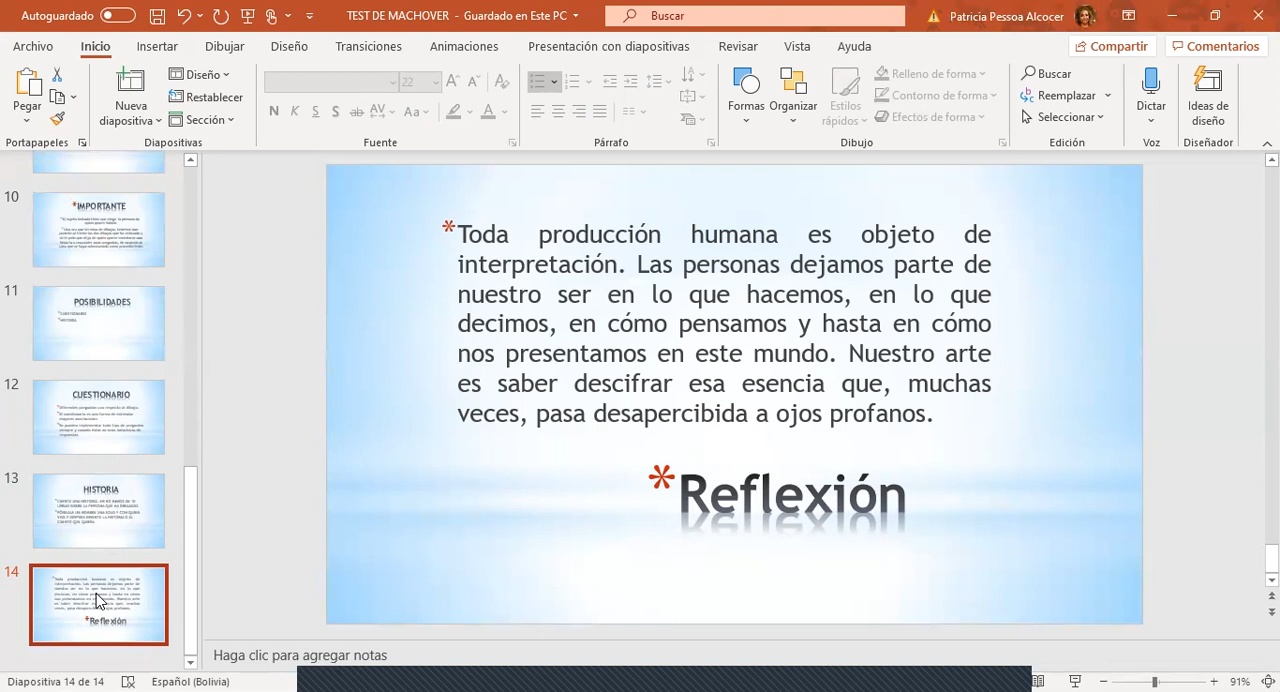 Autoguardado
TEST DE MACHOVER - Guardado en Este PC
Buscar
Patricia Pessoa Alcocer
Archivo Inicio Insertar Dibujar Diseño Transiciones Animaciones Presentación con diapositivas Revisar Vista Ayuda Compartir Comentarios
Pegar
Nueva diapositiva
Diseño
Restablecer
Sección
22
N K S S ab AV Aa A
Formas Organizar Estilos rápidos
Relleno de forma
Contorno de forma
Efectos de forma
Buscar
Reemplazar
Seleccionar
Dictar
Ideas de diseño
Portapapeles Diapositivas Fuente Párrafo Dibujo Edición Voz Diseñador
10
*IMPORTANTE
11
POSIBILIDADES
CUESTIONARIO
HISTORIA
12
CUESTIONARIO
13
HISTORIA
14
*Reflexión
*Toda producción humana es objeto de
interpretación. Las personas dejamos parte de
nuestro ser en lo que hacemos, en lo que
decimos, en cómo pensamos y hasta en cómo
nos presentamos en este mundo. Nuestro arte
es saber descifrar esa esencia que, muchas
veces, pasa desapercibida a ojos profanos.
*Reflexión
Haga clic para agregar notas
Diapositiva 14 de 14 Español (Bolivia) 91%